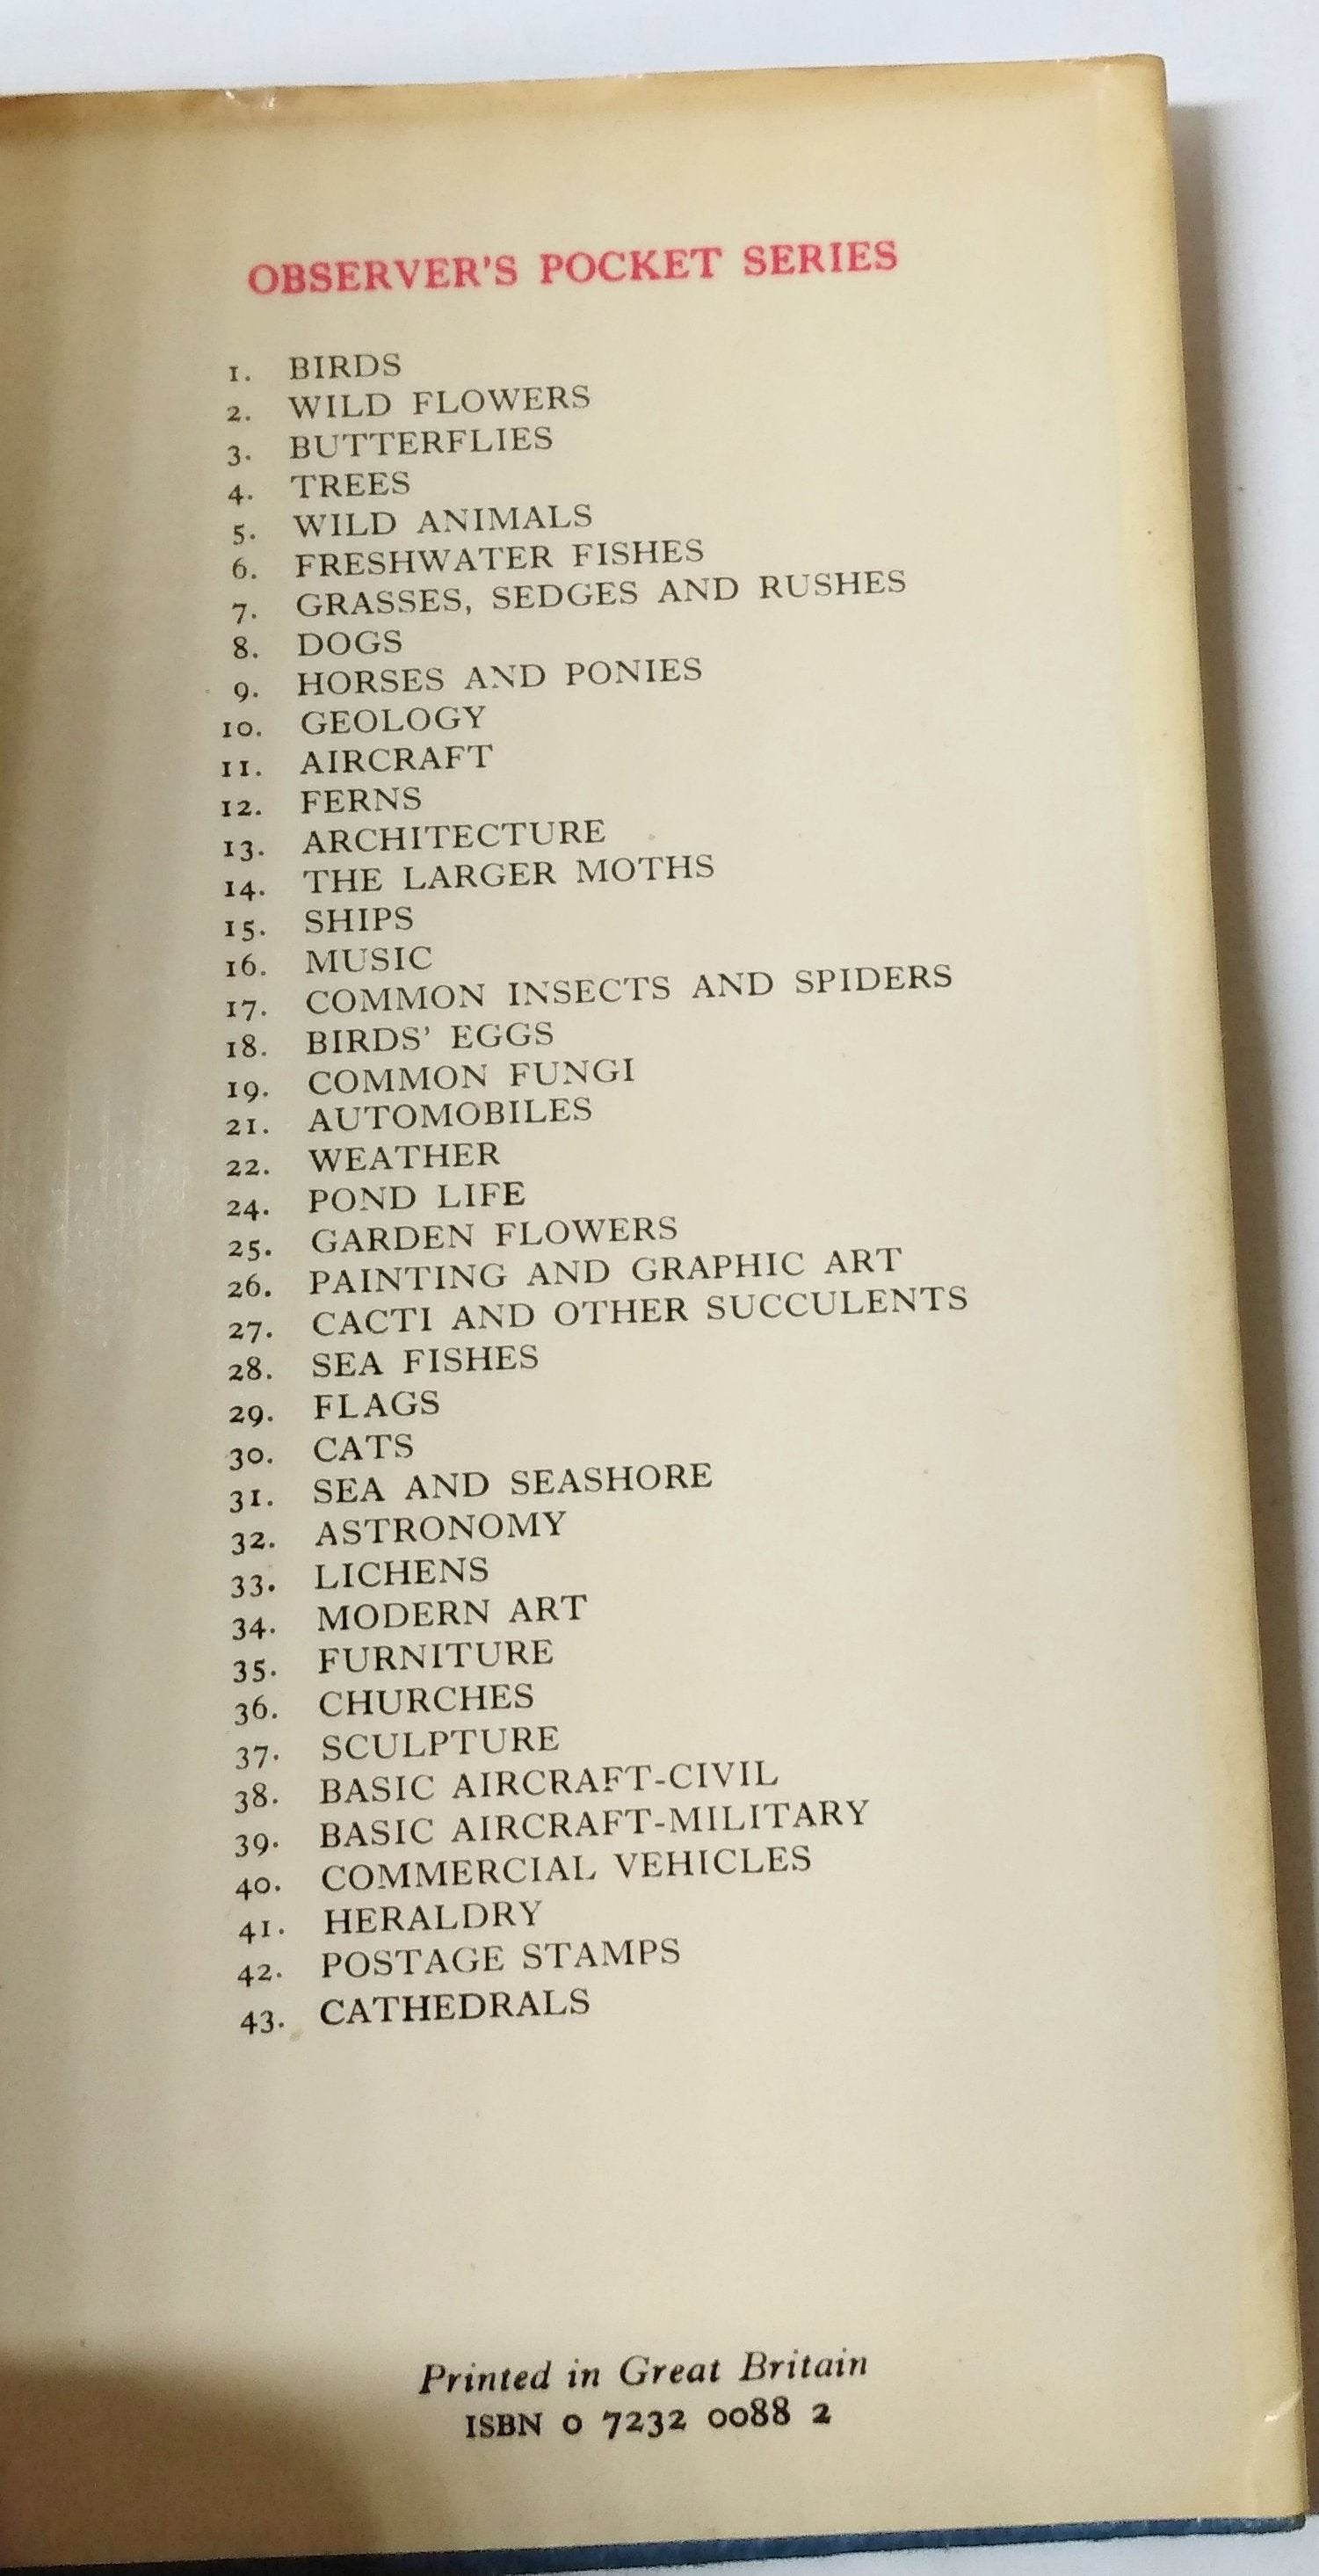 OBSERVER'S POCKET SERIES
1. BIRDS
2. WILD FLOWERS
3. BUTTERFLIES
4. TREES
5. WILD ANIMALS
6. FRESHWATER FISHES
7. GRASSES, SEDGES AND RUSHES
8. DOGS
9. HORSES AND PONIES
10. GEOLOGY
11. AIRCRAFT
12. FERNS
13. ARCHITECTURE
14. THE LARGER MOTHS
15. SHIPS
16. MUSIC
17. COMMON INSECTS AND SPIDERS
18. BIRDS' EGGS
19. COMMON FUNGI
21. AUTOMOBILES
22. WEATHER
24. POND LIFE
25. GARDEN FLOWERS
26. PAINTING AND GRAPHIC ART
27. CACTI AND OTHER SUCCULENTS
28. SEA FISHES
29. FLAGS
30. CATS
31. SEA AND SEASHORE
32. ASTRONOMY
33. LICHENS
34. MODERN ART
35. FURNITURE
36. CHURCHES
37. SCULPTURE
38. BASIC AIRCRAFT-CIVIL
39. BASIC AIRCRAFT-MILITARY
40. COMMERCIAL VEHICLES
41. HERALDRY
42. POSTAGE STAMPS
43. CATHEDRALS
Printed in Great Britain
ISBN 0 7232 0088 2